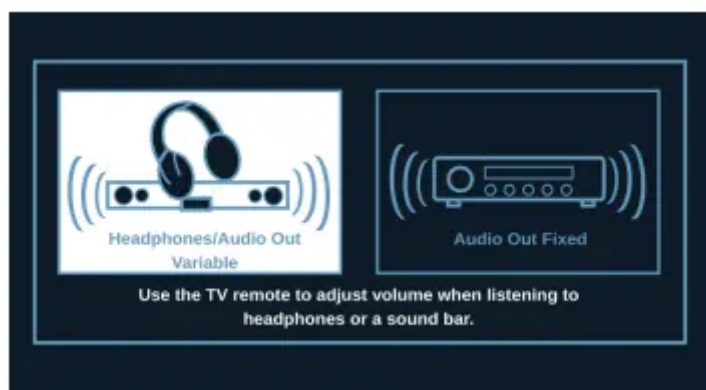 Headphones/Audio Out
Variable
Audio Out Fixed
Use the TV remote to adjust volume when listening to
headphones or a sound bar.